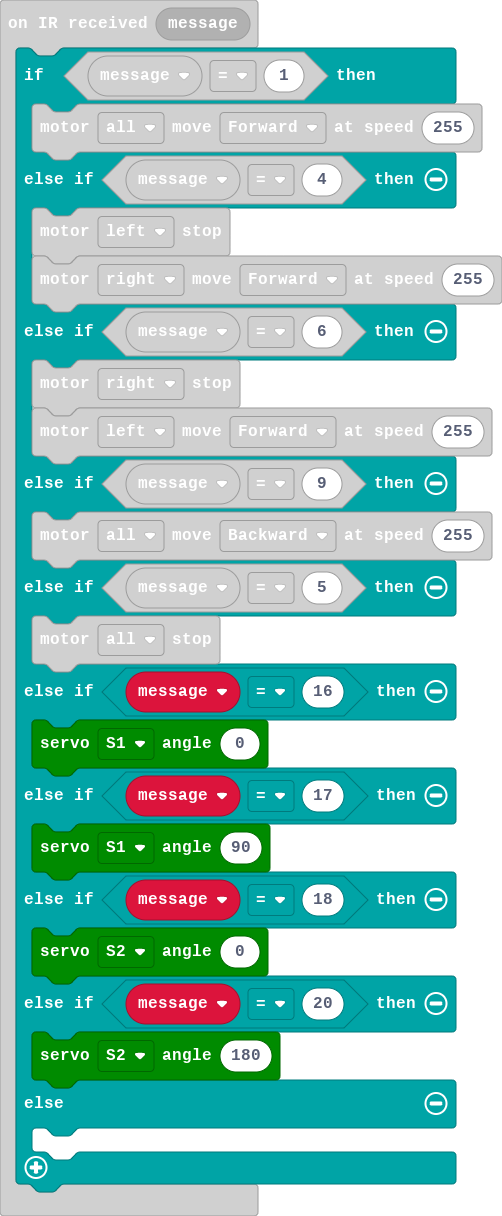 on IR received message
if message = 1 then
motor all move Forward at speed 255
else if message = 4 then
motor left stop
motor right move Forward at speed 255
else if message = 6 then
motor right stop
motor left move Forward at speed 255
else if message = 9 then
motor all move Backward at speed 255
else if message = 5 then
motor all stop
else if message = 16 then
servo S1 angle 0
else if message = 17 then
servo S1 angle 90
else if message = 18 then
servo S2 angle 0
else if message = 20 then
servo S2 angle 180
else